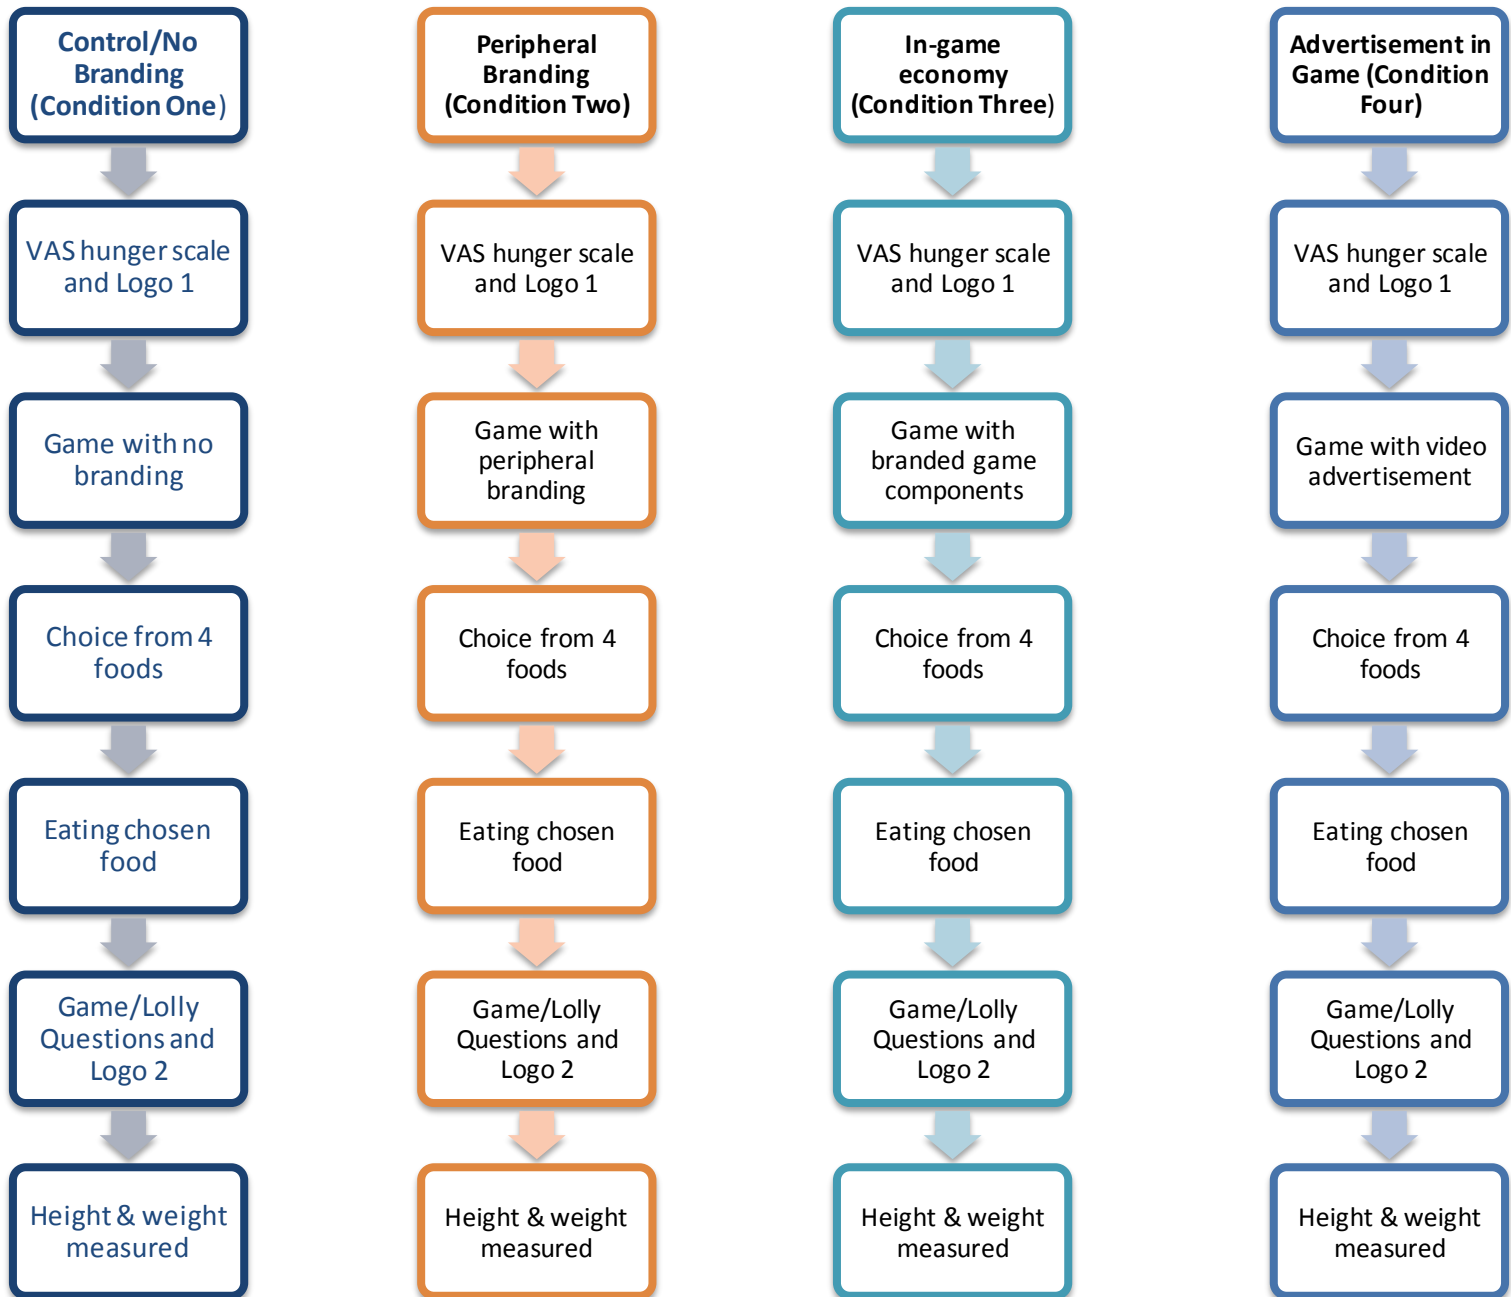 Control/No
Branding
(Condition One)
VAS hunger scale
and Logo 1
Game with no
branding
Choice from 4
foods
Eating chosen
food
Game/Lolly
Questions and
Logo 2
Height & weight
measured
Peripheral
Branding
(Condition Two)
VAS hunger scale
and Logo 1
Game with
peripheral
branding
Choice from 4
foods
Eating chosen
food
Game/Lolly
Questions and
Logo 2
Height & weight
measured
In-game
economy
(Condition Three)
VAS hunger scale
and Logo 1
Game with
branded game
components
Choice from 4
foods
Eating chosen
food
Game/Lolly
Questions and
Logo 2
Height & weight
measured
Advertisement in
Game (Condition
Four)
VAS hunger scale
and Logo 1
Game with video
advertisement
Choice from 4
foods
Eating chosen
food
Game/Lolly
Questions and
Logo 2
Height & weight
measured